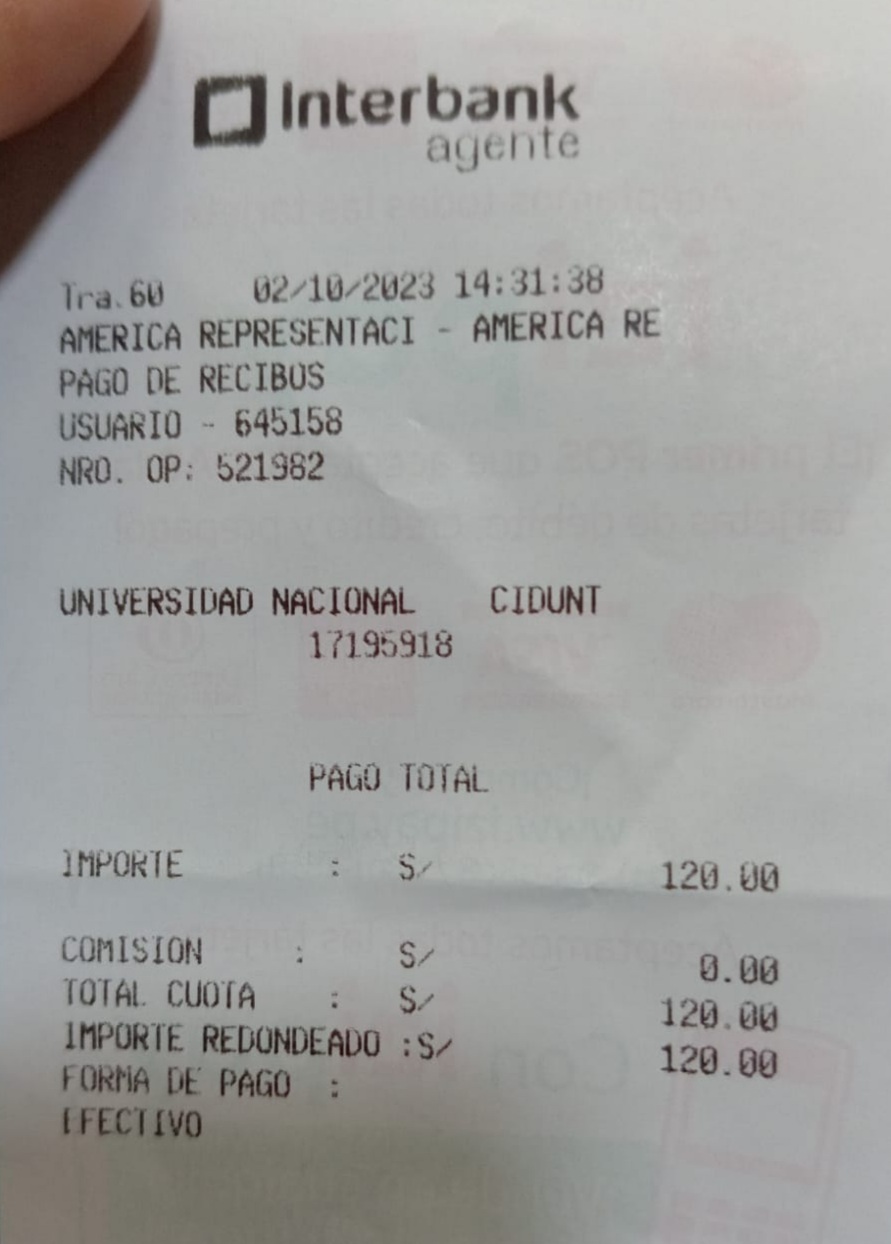 Interbank
agente
Tra.60 02/10/2023 14:31:38
AMERICA REPRESENTACI - AMERICA RE
PAGO DE RECIBOS
USUARIO - 645158
NRO. OP: 521982
UNIVERSIDAD NACIONAL CIDUNT
17195918
PAGO TOTAL
IMPORTE : S/ 120.00
COMISION : S/ 0.00
TOTAL CUOTA : S/ 120.00
IMPORTE REDONDEADO :S/ 120.00
FORMA DE PAGO :
EFECTIVO